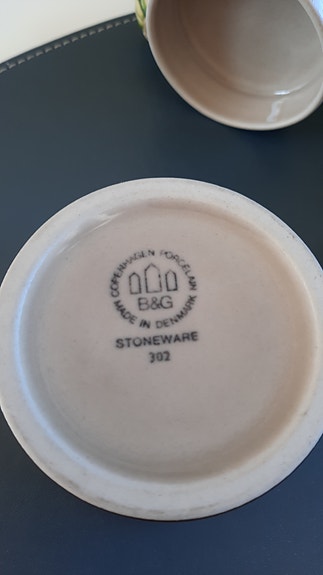 COPENHAGEN PORCELAIN
B&G
MADE IN DENMARK
STONEWARE
302